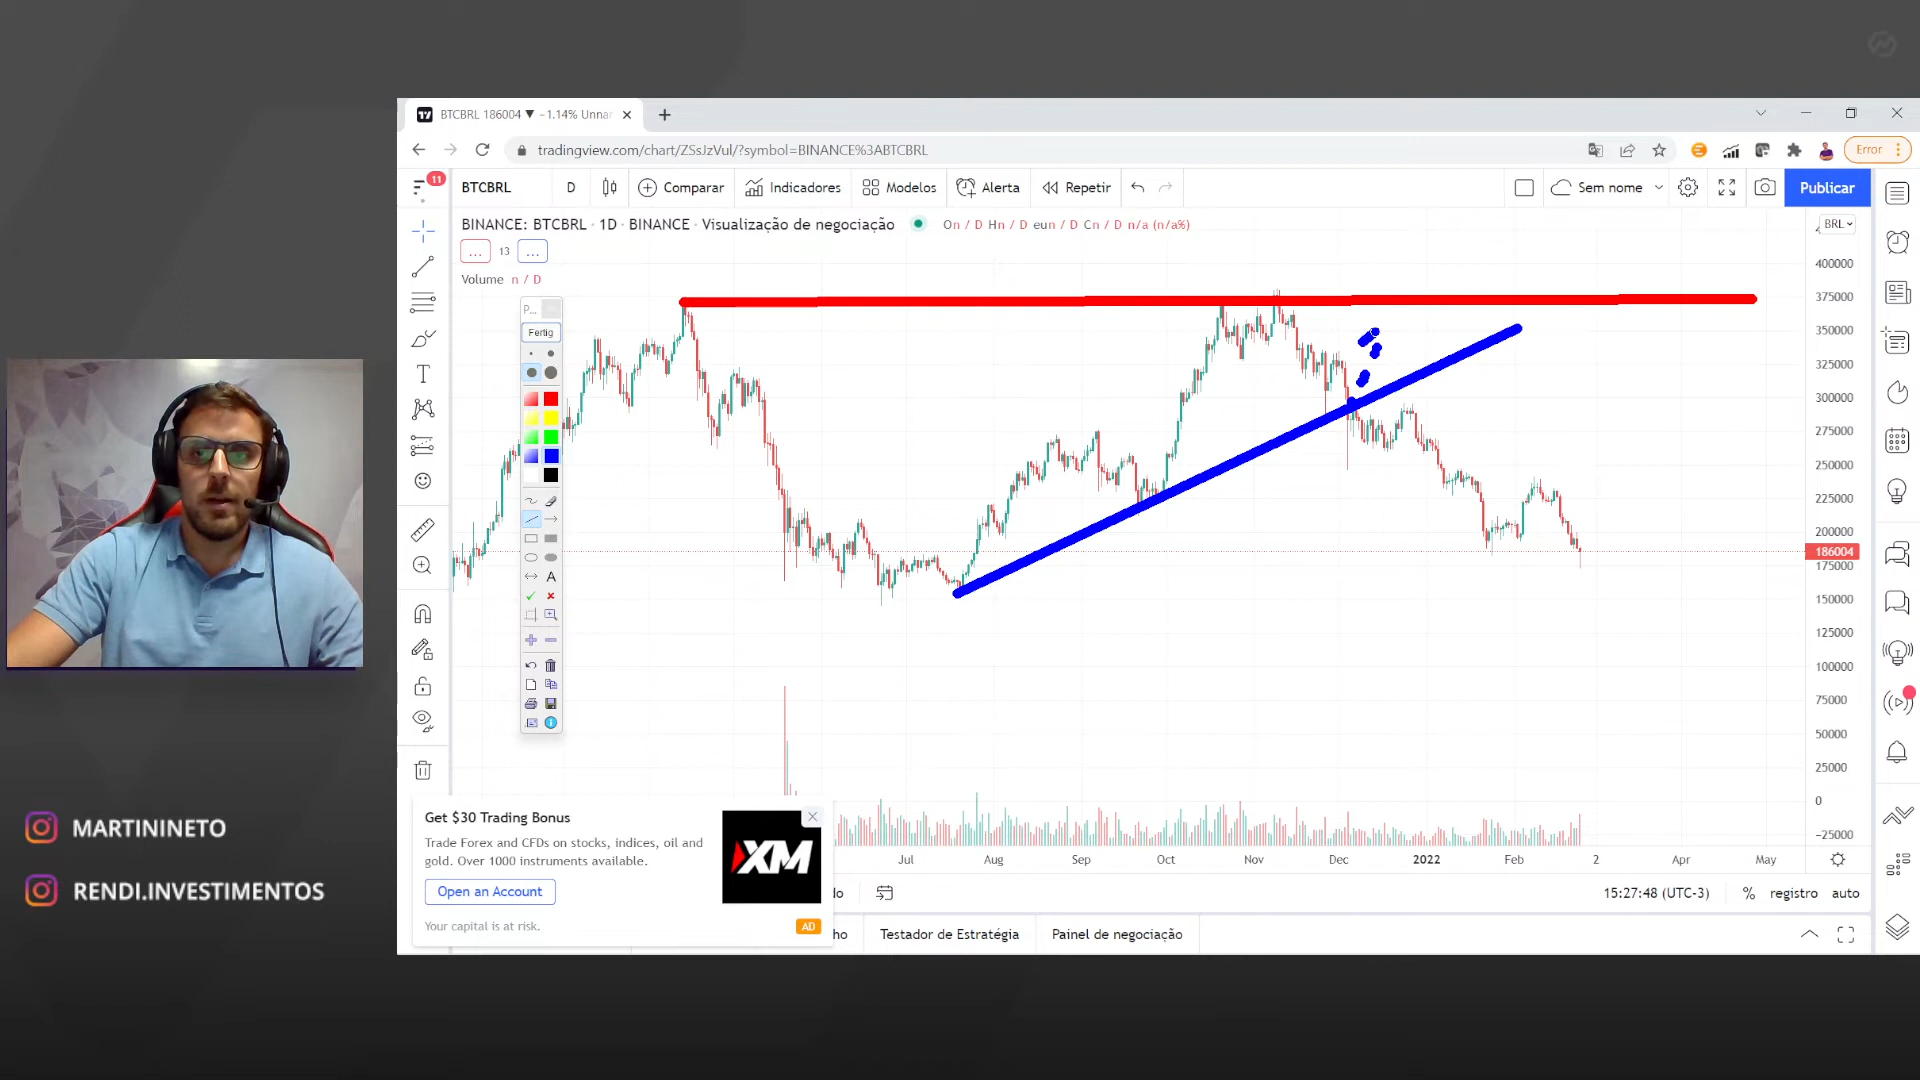 BTCBRL 186004 ▼ −1.14% Unnar
tradingview.com/chart/ZSsJzVul/?symbol=BINANCE%3ABTCBRL
Error
11
BTCBRL D Comparar Indicadores Modelos Alerta Repetir Sem nome Publicar
BINANCE: BTCBRL · 1D · BINANCE · Visualização de negociação On / D Hn / D eun / D Cn / D n/a (n/a%)
BRL
... 13 ...
Volume n / D
P...
Fertig
A
400000
375000
350000
325000
300000
275000
250000
225000
200000
186004
175000
150000
125000
100000
75000
50000
25000
0
−25000
Jul Aug Sep Oct Nov Dec 2022 Feb 2 Apr May
Get $30 Trading Bonus
Trade Forex and CFDs on stocks, indices, oil and
gold. Over 1000 instruments available.
Open an Account
Your capital is at risk.
AD
XM
do 15:27:48 (UTC-3) % registro auto
ho Testador de Estratégia Painel de negociação
MARTININETO
RENDI.INVESTIMENTOS